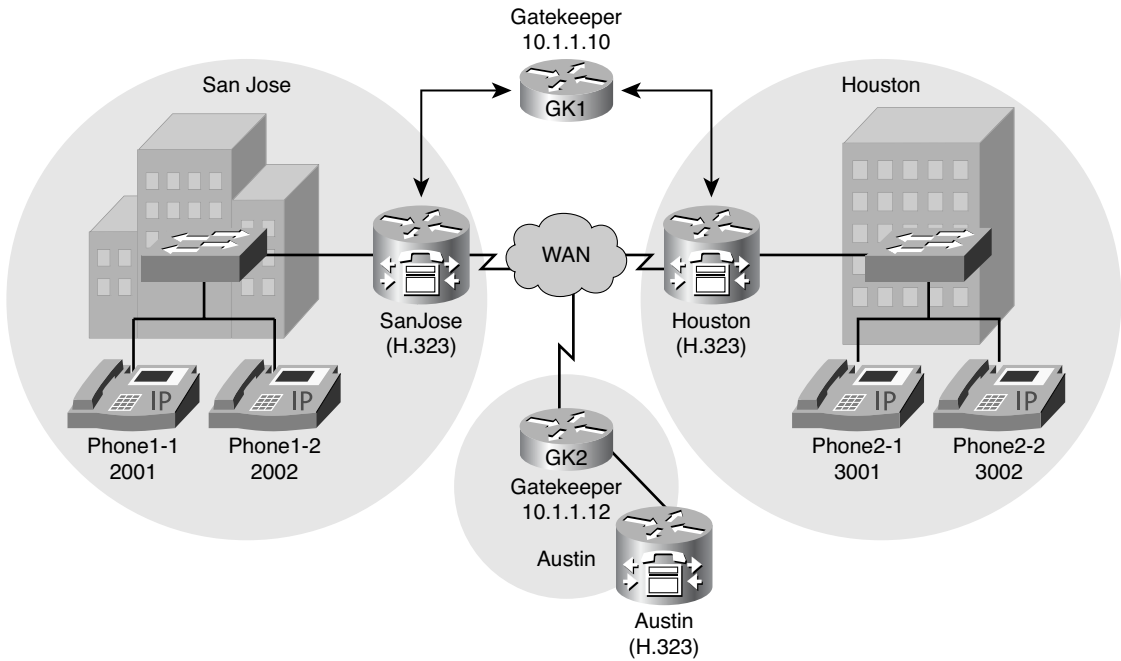 Gatekeeper
10.1.1.10
GK1
San Jose
Houston
WAN
SanJose
(H.323)
Houston
(H.323)
IP
IP
Phone1-1
2001
Phone1-2
2002
IP
IP
Phone2-1
3001
Phone2-2
3002
GK2
Gatekeeper
10.1.1.12
Austin
Austin
(H.323)